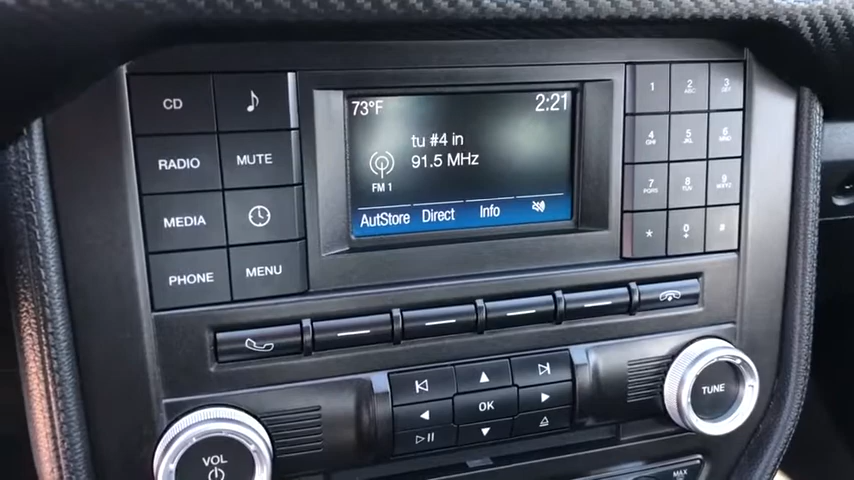 CD
RADIO
MUTE
MEDIA
PHONE
MENU
73°F
2:21
tu #4 in
91.5 MHz
FM 1
AutoStore Direct Info
1
2
ABC
3
DEF
4
GHI
5
JKL
6
MNO
7
PQRS
8
TUV
9
WXYZ
*
0
+
#
OK
VOL
TUNE
MAX